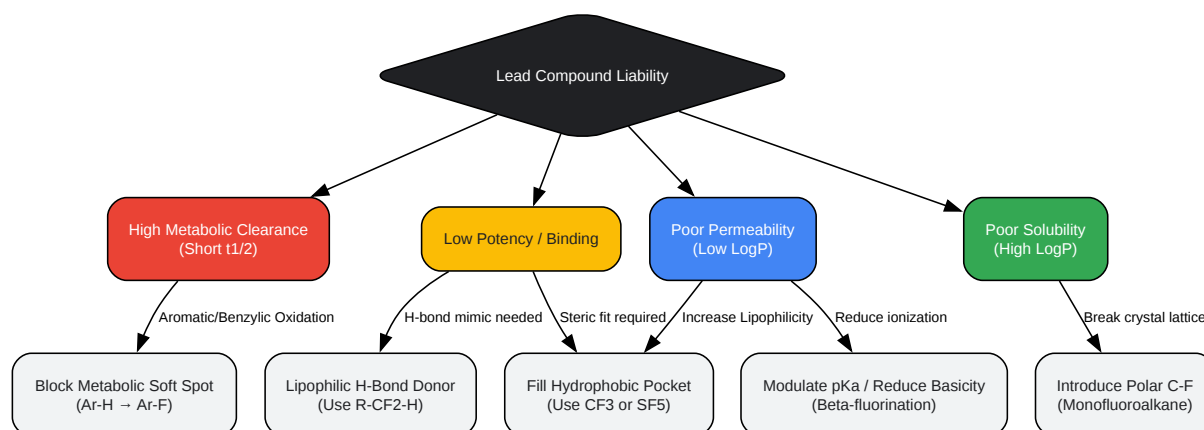 Lead Compound Liability
High Metabolic Clearance
(Short t1/2)
Low Potency / Binding
Poor Permeability
(Low LogP)
Poor Solubility
(High LogP)
Aromatic/Benzylic Oxidation
H-bond mimic needed
Steric fit required
Increase Lipophilicity
Reduce ionization
Break crystal lattice
Block Metabolic Soft Spot
(Ar-H → Ar-F)
Lipophilic H-Bond Donor
(Use R-CF2-H)
Fill Hydrophobic Pocket
(Use CF3 or SF5)
Modulate pKa / Reduce Basicity
(Beta-fluorination)
Introduce Polar C-F
(Monofluoroalkane)